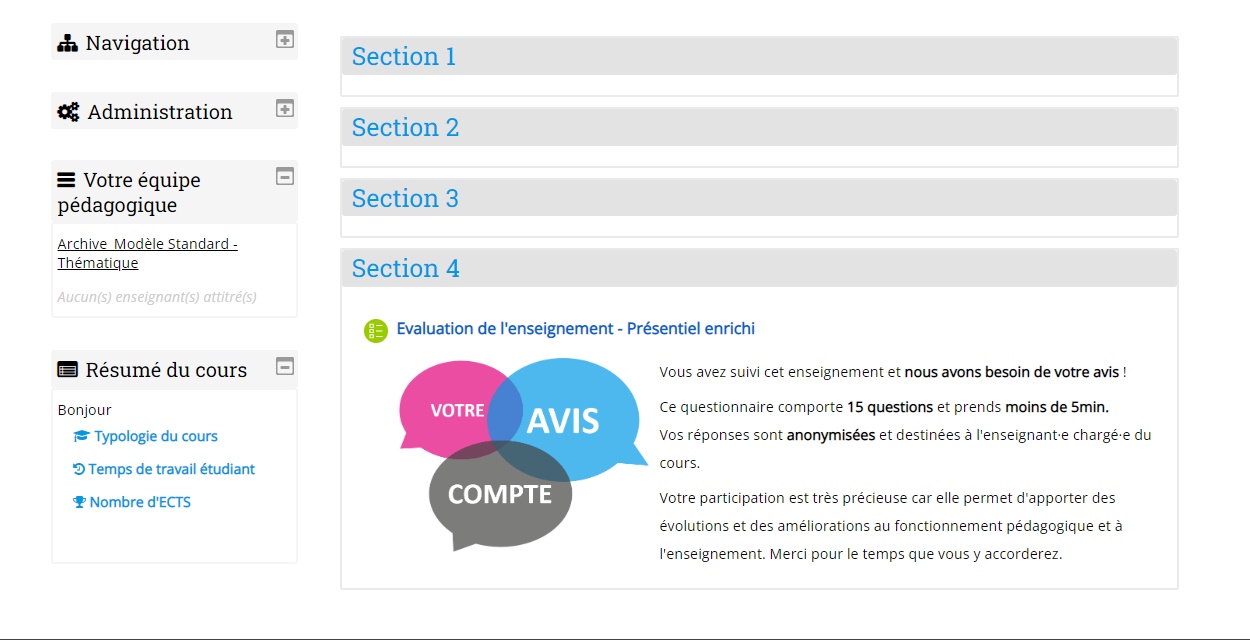 Navigation
Administration
Votre équipe
pédagogique
Archive_Modèle Standard -
Thématique
Aucun(s) enseignant(s) attitré(s)
Résumé du cours
Bonjour
Typologie du cours
Temps de travail étudiant
Nombre d'ECTS
Section 1
Section 2
Section 3
Section 4
Evaluation de l'enseignement - Présentiel enrichi
VOTRE
AVIS
COMPTE
Vous avez suivi cet enseignement et nous avons besoin de votre avis !
Ce questionnaire comporte 15 questions et prends moins de 5min.
Vos réponses sont anonymisées et destinées à l'enseignant·e chargé·e du
cours.
Votre participation est très précieuse car elle permet d'apporter des
évolutions et des améliorations au fonctionnement pédagogique et à
l'enseignement. Merci pour le temps que vous y accorderez.